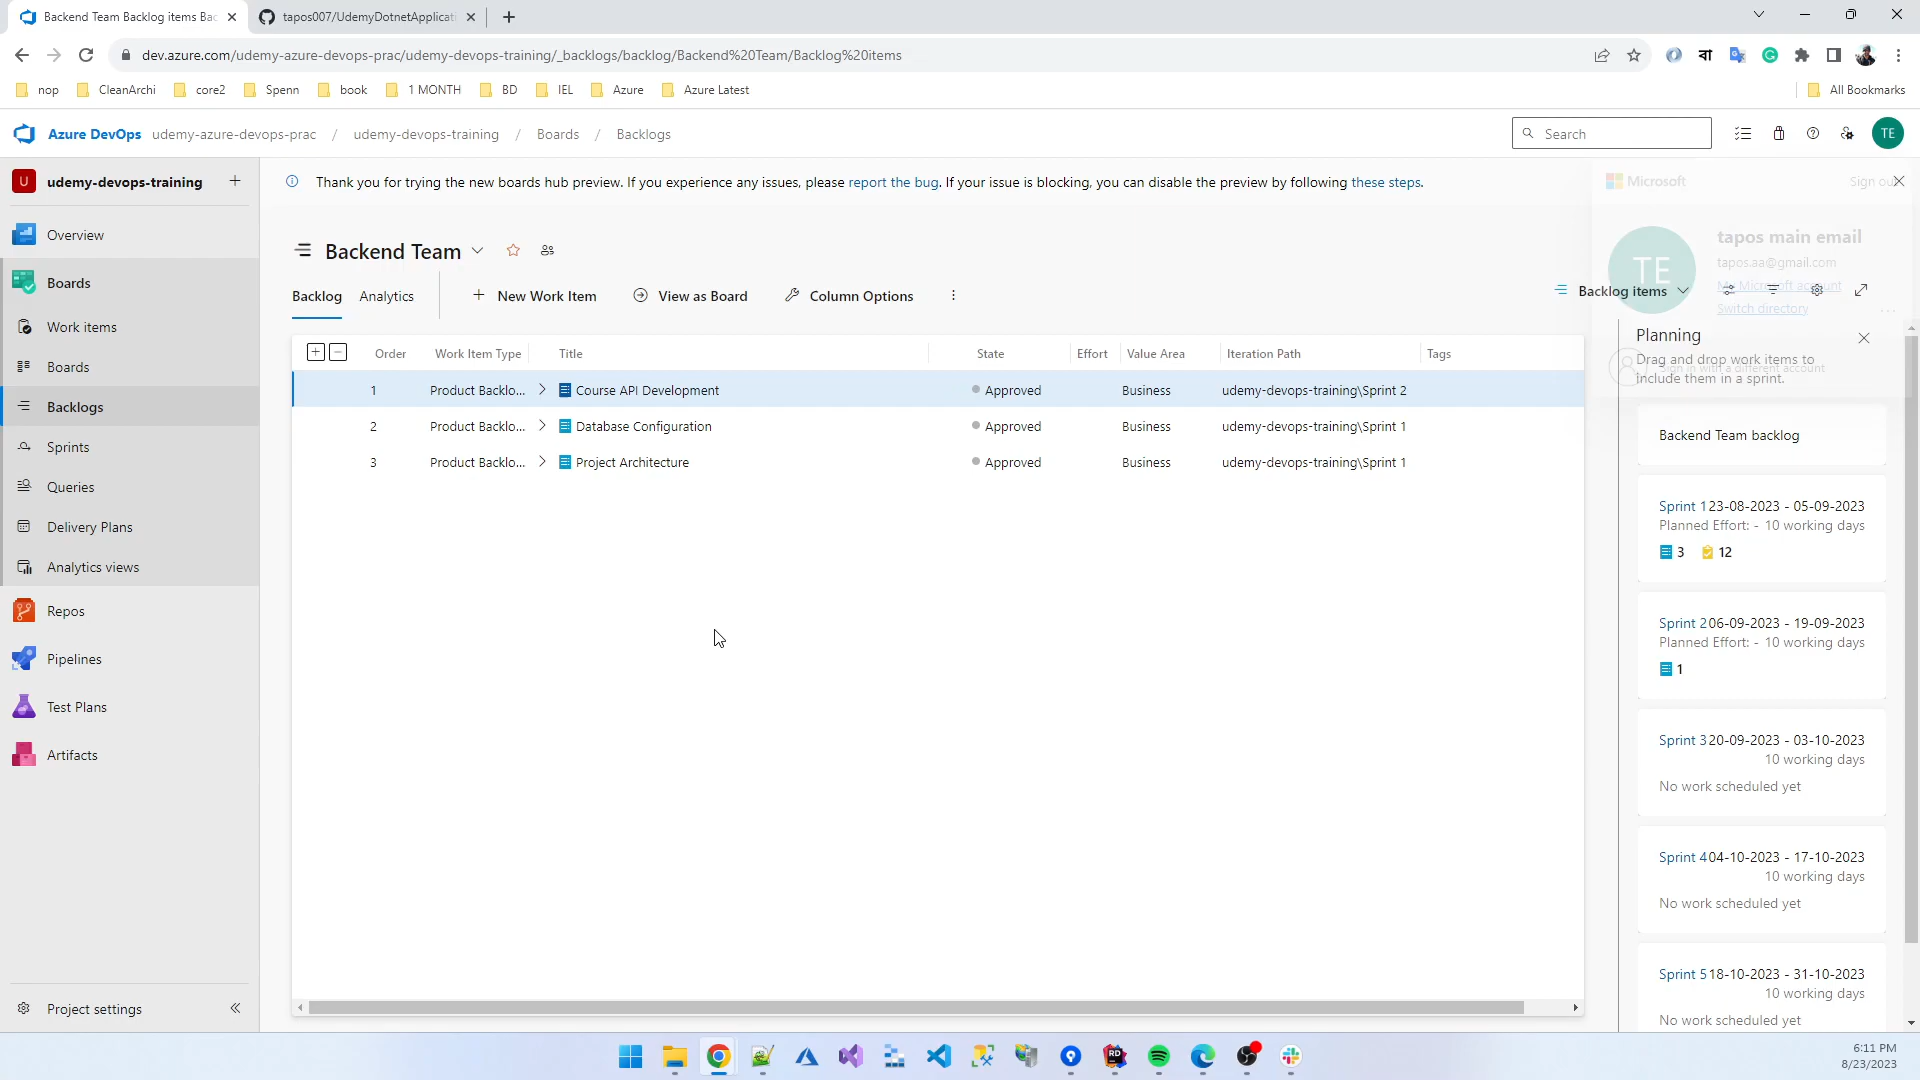 Backend Team Backlog items Bac
tapos007/UdemyDotnetApplicati
dev.azure.com/udemy-azure-devops-prac/udemy-devops-training/_backlogs/backlog/Backend%20Team/Backlog%20items
nop CleanArchi core2 Spenn book 1 MONTH BD IEL Azure Azure Latest All Bookmarks
Azure DevOps udemy-azure-devops-prac / udemy-devops-training / Boards / Backlogs
Search
TE
U udemy-devops-training
Thank you for trying the new boards hub preview. If you experience any issues, please report the bug. If your issue is blocking, you can disable the preview by following these steps.
Microsoft
Sign ou
TE
tapos main email
tapos.aa@gmail.com
My Microsoft account
Switch directory
Sign in with a different account
Overview
Boards
Work items
Boards
Backlogs
Sprints
Queries
Delivery Plans
Analytics views
Repos
Pipelines
Test Plans
Artifacts
Project settings
Backend Team
Backlog Analytics New Work Item View as Board Column Options Backlog items
Order Work Item Type Title State Effort Value Area Iteration Path Tags
1 Product Backlo... Course API Development Approved Business udemy-devops-training\Sprint 2
2 Product Backlo... Database Configuration Approved Business udemy-devops-training\Sprint 1
3 Product Backlo... Project Architecture Approved Business udemy-devops-training\Sprint 1
Planning
Drag and drop work items to
include them in a sprint.
Backend Team backlog
Sprint 1 23-08-2023 - 05-09-2023
Planned Effort: - 10 working days
3 12
Sprint 2 06-09-2023 - 19-09-2023
Planned Effort: - 10 working days
1
Sprint 3 20-09-2023 - 03-10-2023
10 working days
No work scheduled yet
Sprint 4 04-10-2023 - 17-10-2023
10 working days
No work scheduled yet
Sprint 5 18-10-2023 - 31-10-2023
10 working days
No work scheduled yet
6:11 PM
8/23/2023